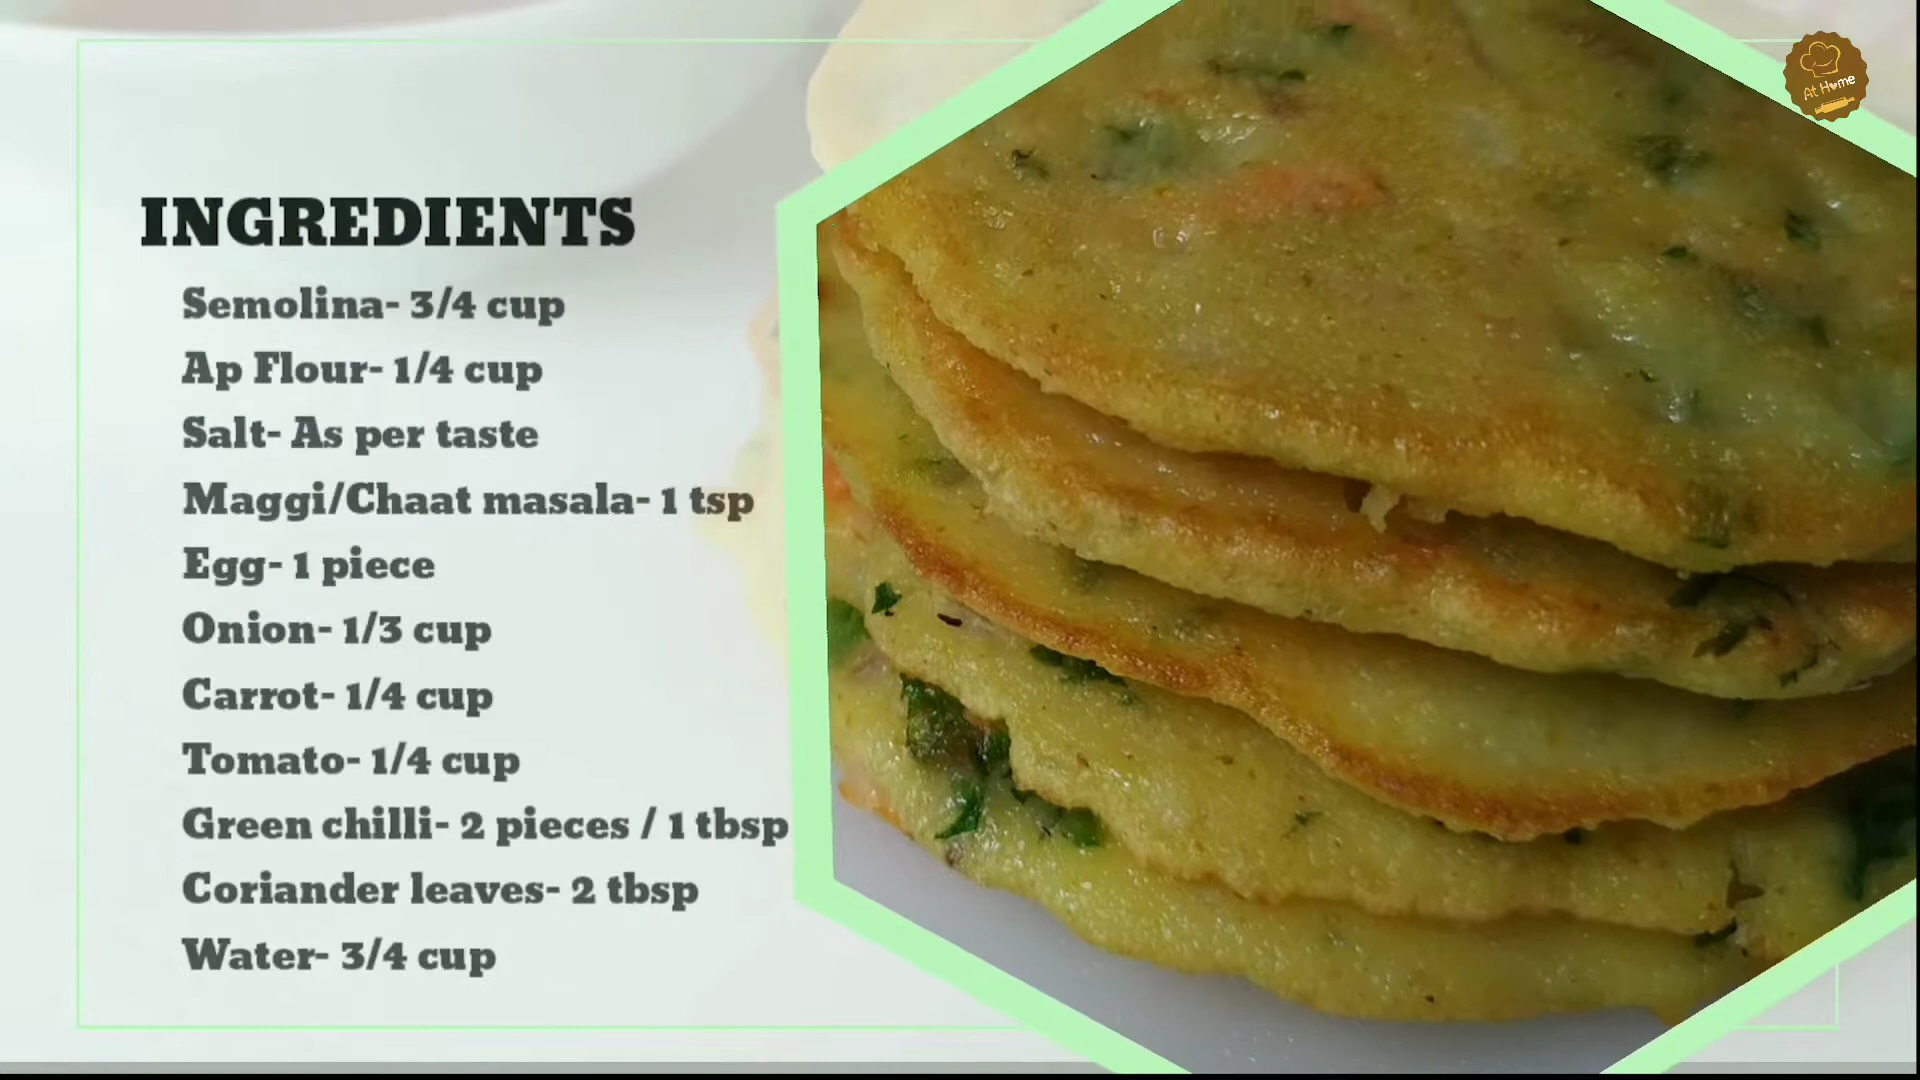 INGREDIENTS
Semolina- 3/4 cup
Ap Flour- 1/4 cup
Salt- As per taste
Maggi/Chaat masala- 1 tsp
Egg- 1 piece
Onion- 1/3 cup
Carrot- 1/4 cup
Tomato- 1/4 cup
Green chilli- 2 pieces / 1 tbsp
Coriander leaves- 2 tbsp
Water- 3/4 cup
At Home